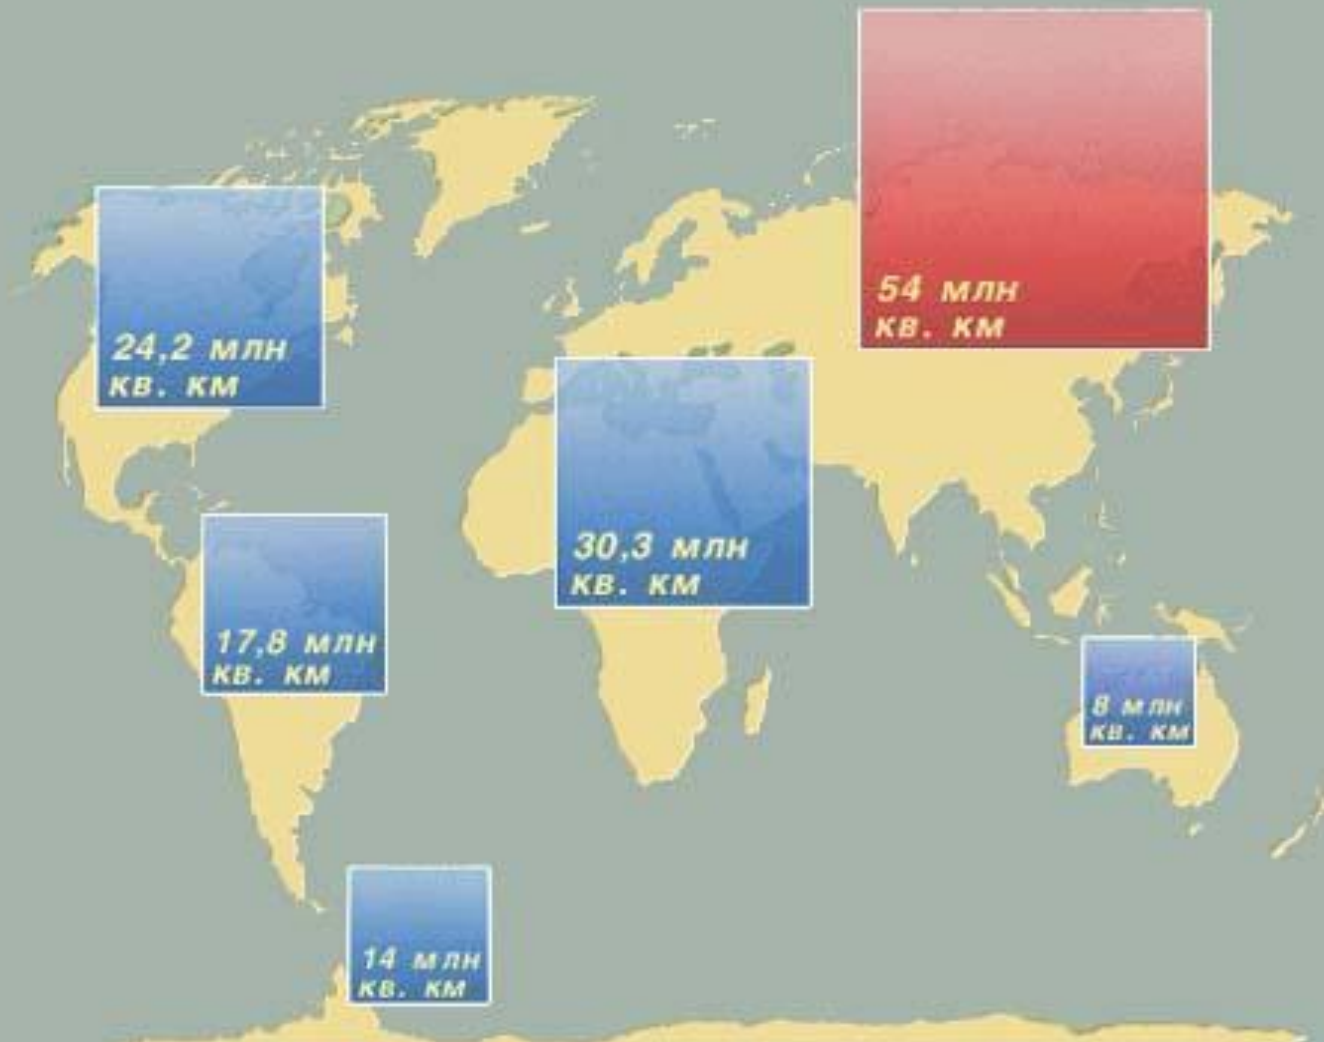 54 млн
кв. км
24,2 млн
кв. км
30,3 млн
кв. км
17,8 млн
кв. км
8 млн
кв. км
14 млн
кв. км